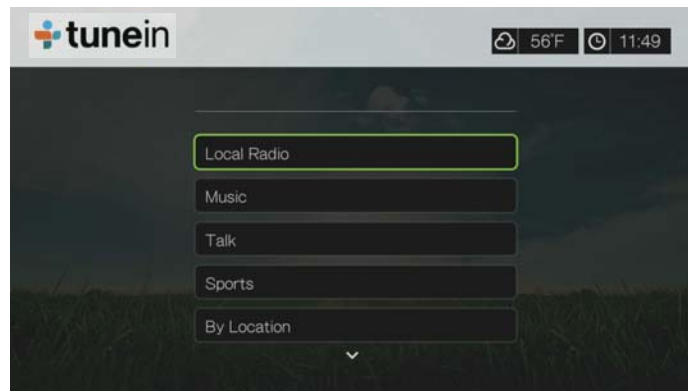 tunein
56°F 11:49
Local Radio
Music
Talk
Sports
By Location